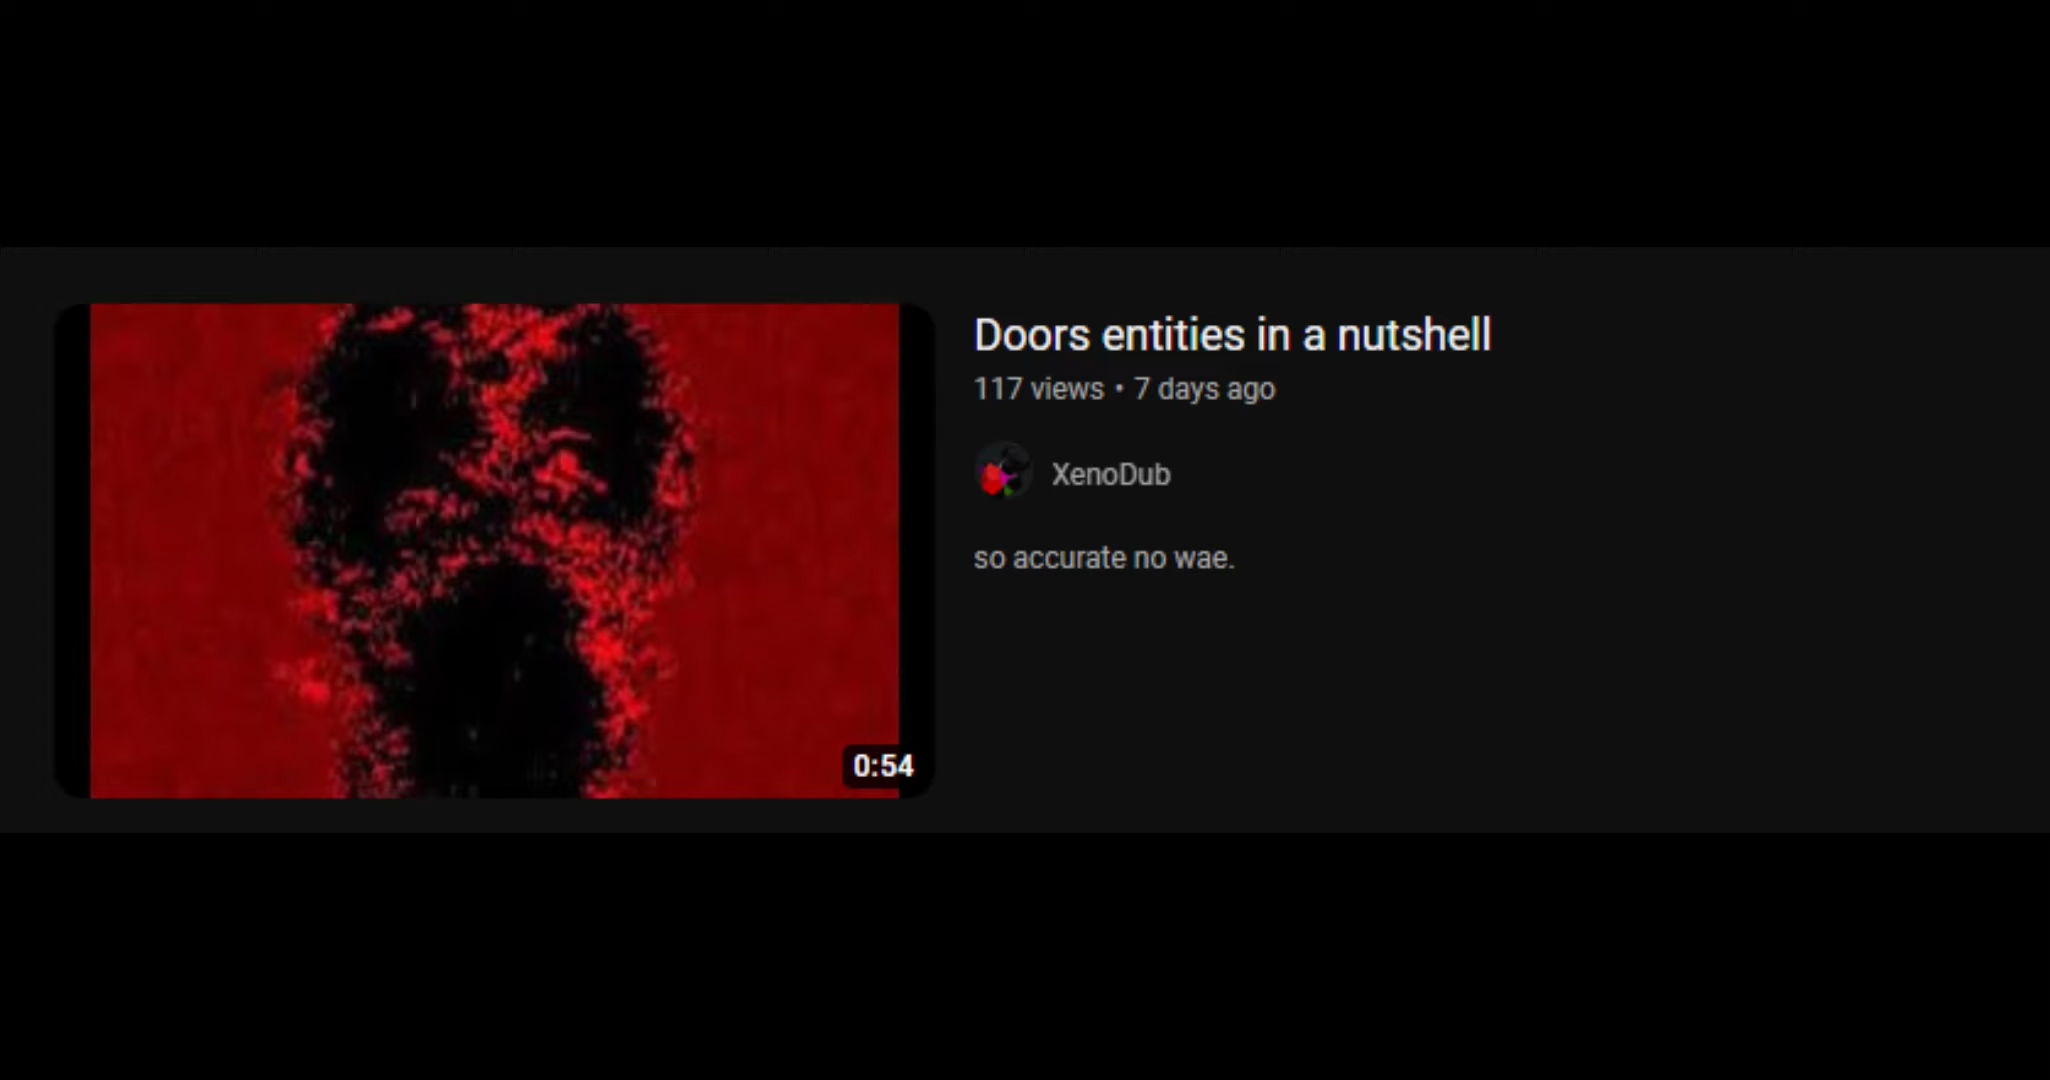 Doors entities in a nutshell
117 views • 7 days ago
XenoDub
so accurate no wae.
0:54